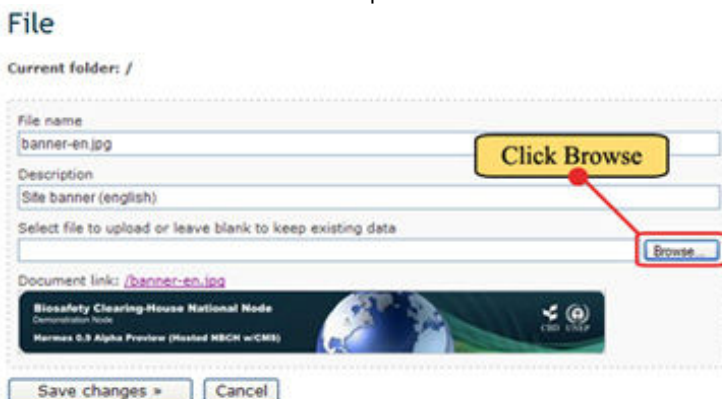 File
Current folder: /
File name
banner-en.jpg
Click Browse
Description
Site banner (english)
Select file to upload or leave blank to keep existing data
Browse...
Document link: /banner-en.jpg
Biosafety Clearing-House National Node
Demonstration Node
Hermes 0.9 Alpha Preview (Hosted NBCH w/CMS)
CBD UNEP
Save changes »
Cancel